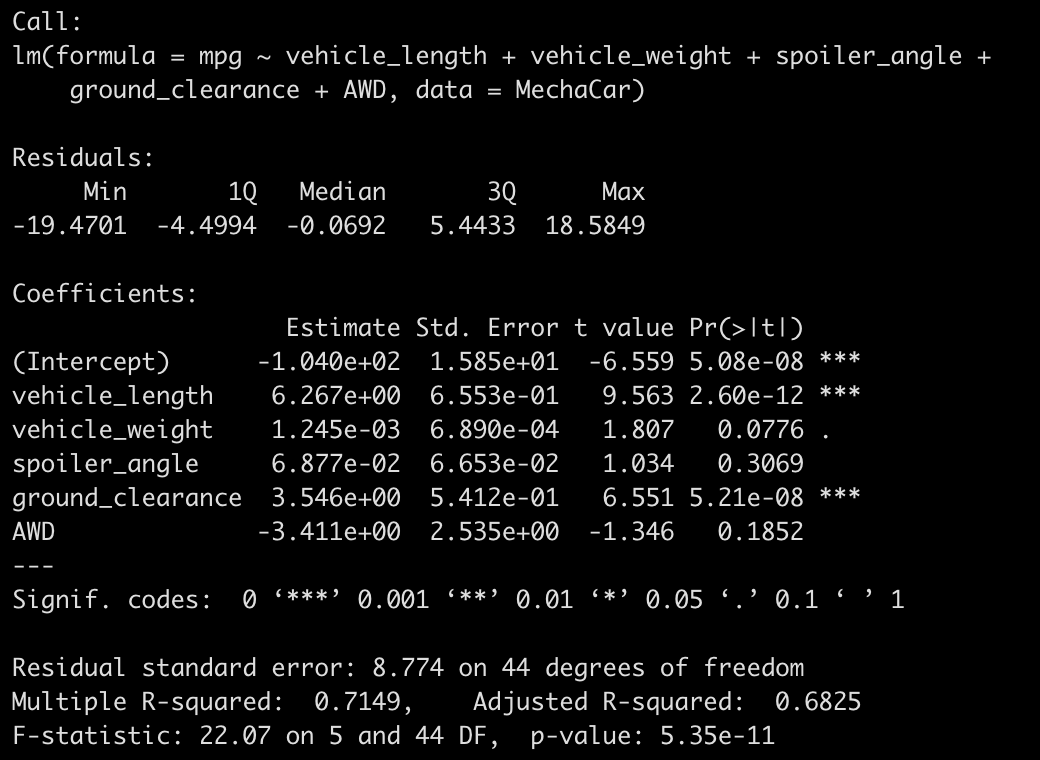 Call:
lm(formula = mpg ~ vehicle_length + vehicle_weight + spoiler_angle +
    ground_clearance + AWD, data = MechaCar)

Residuals:
     Min       1Q   Median       3Q      Max
-19.4701  -4.4994  -0.0692   5.4433  18.5849

Coefficients:
                   Estimate Std. Error t value Pr(>|t|)
(Intercept)      -1.040e+02  1.585e+01  -6.559 5.08e-08 ***
vehicle_length    6.267e+00  6.553e-01   9.563 2.60e-12 ***
vehicle_weight    1.245e-03  6.890e-04   1.807   0.0776 .
spoiler_angle     6.877e-02  6.653e-02   1.034   0.3069
ground_clearance  3.546e+00  5.412e-01   6.551 5.21e-08 ***
AWD              -3.411e+00  2.535e+00  -1.346   0.1852
---
Signif. codes:  0 ‘***’ 0.001 ‘**’ 0.01 ‘*’ 0.05 ‘.’ 0.1 ‘ ’ 1

Residual standard error: 8.774 on 44 degrees of freedom
Multiple R-squared:  0.7149,    Adjusted R-squared:  0.6825
F-statistic: 22.07 on 5 and 44 DF,  p-value: 5.35e-11